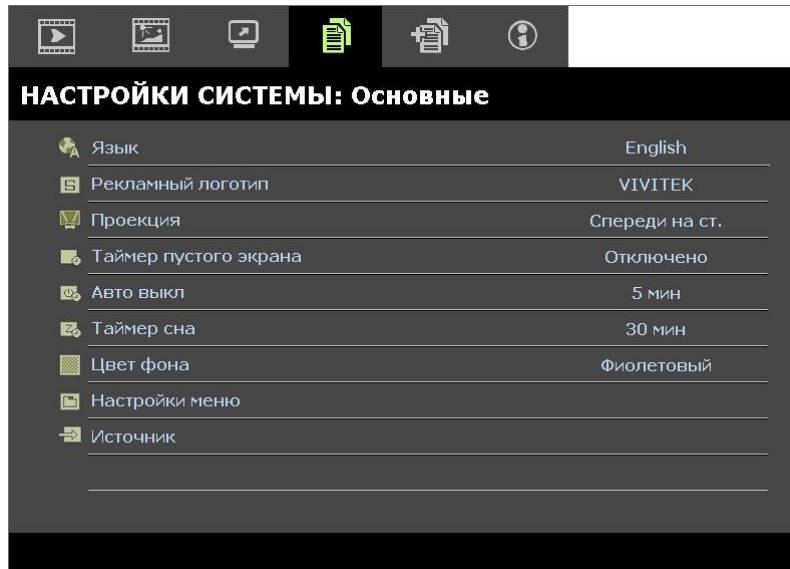 НАСТРОЙКИ СИСТЕМЫ: Основные
Язык English
Рекламный логотип VIVITEK
Проекция Спереди на ст.
Таймер пустого экрана Отключено
Авто выкл 5 мин
Таймер сна 30 мин
Цвет фона Фиолетовый
Настройки меню
Источник